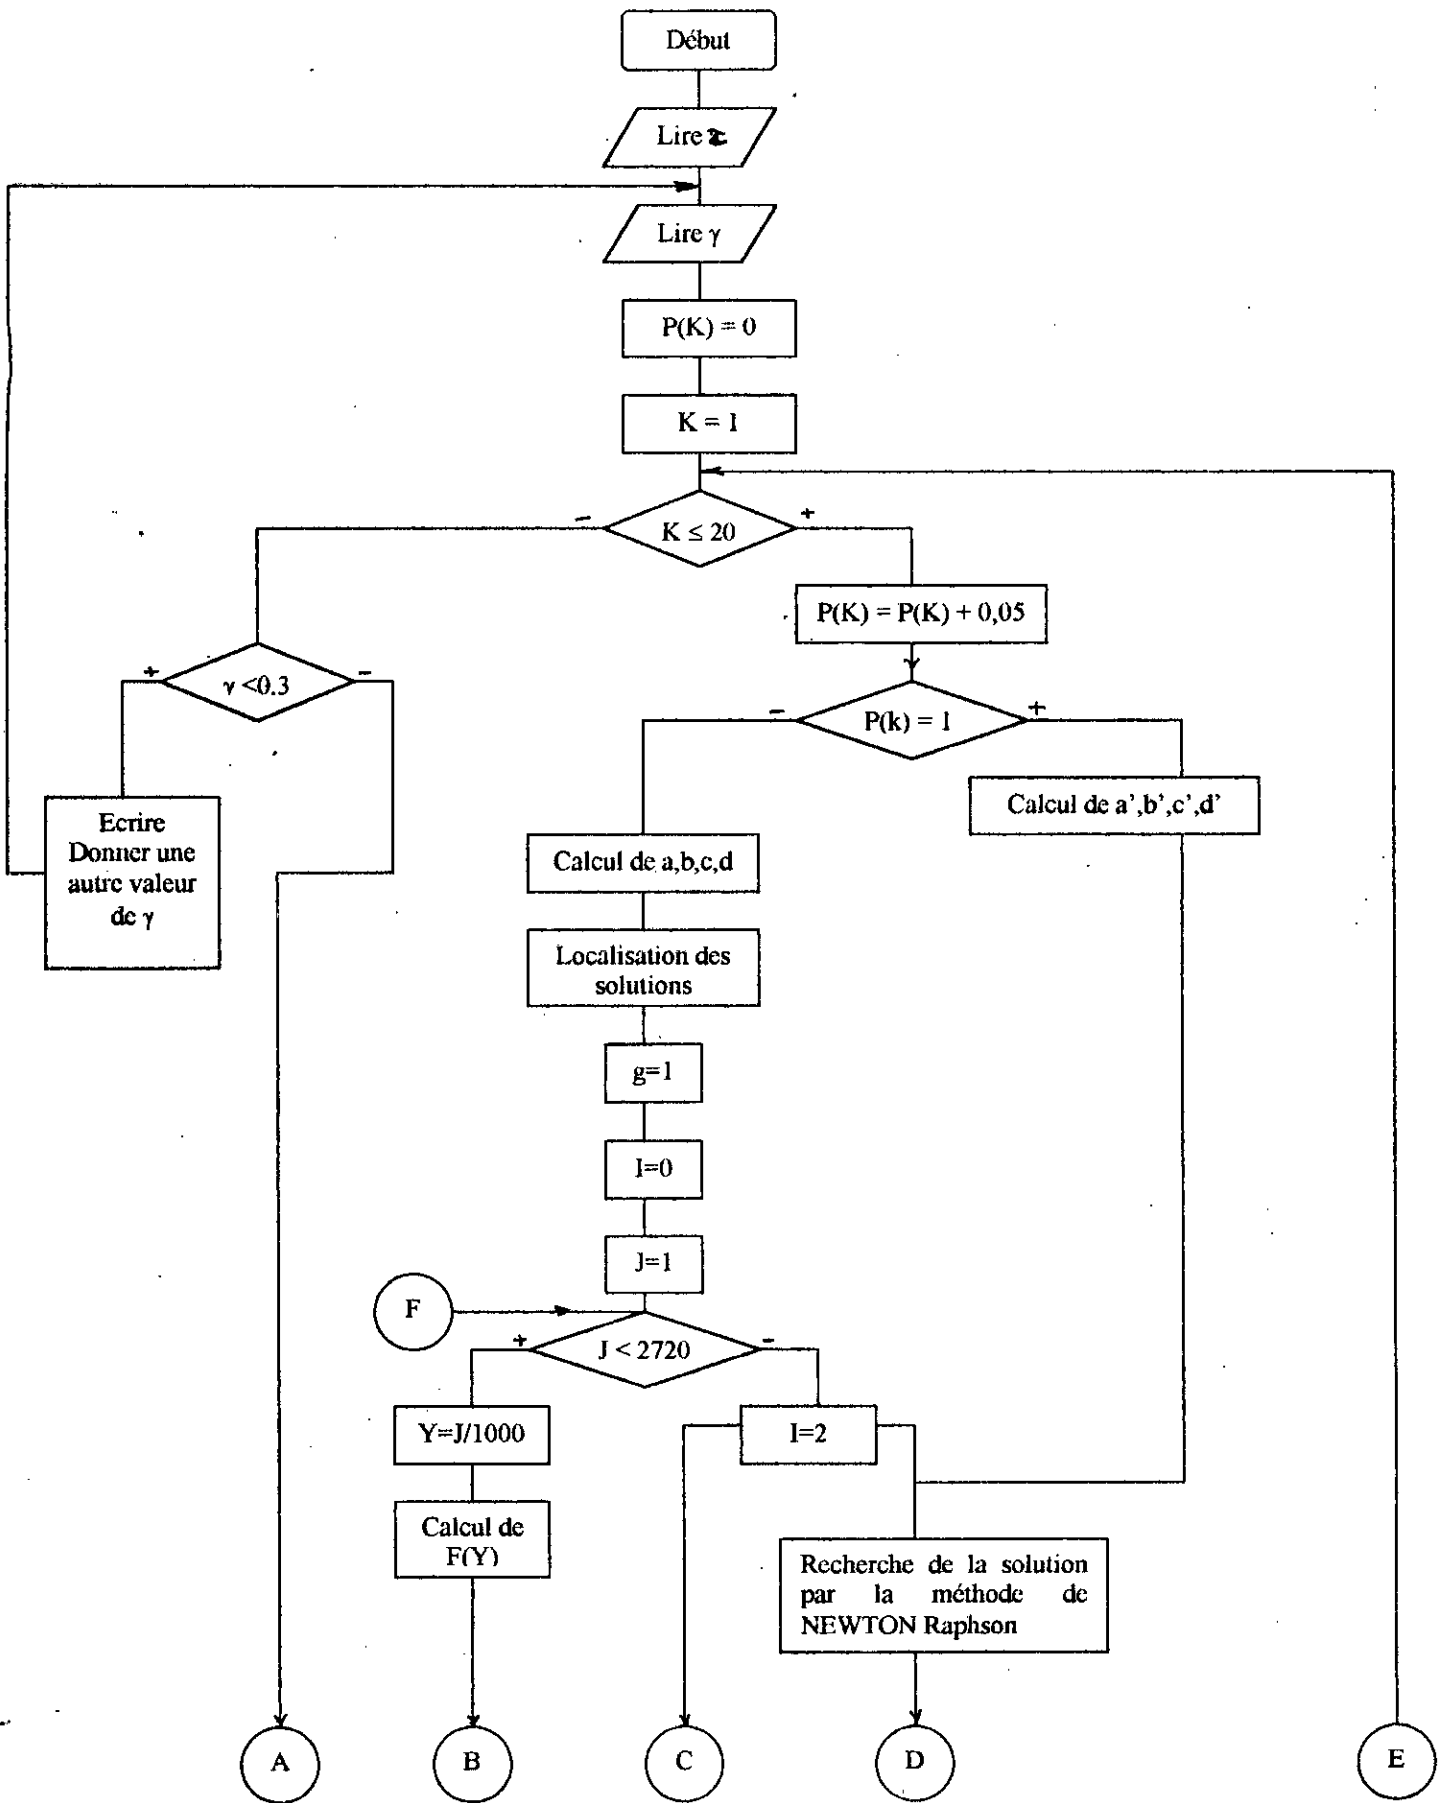 Début
Lire
Lire γ
P(K) = 0
K = 1
K ≤ 20
−
+
P(K) = P(K) + 0,05
γ <0.3
+
−
P(k) = 1
−
+
Ecrire
Donner une
autre valeur
de γ
Calcul de a’,b’,c’,d’
Calcul de a,b,c,d
Localisation des
solutions
g=1
I=0
J=1
F
J < 2720
+
−
Y=J/1000
I=2
Calcul de
F(Y)
Recherche de la solution
par la méthode de
NEWTON Raphson
A
B
C
D
E